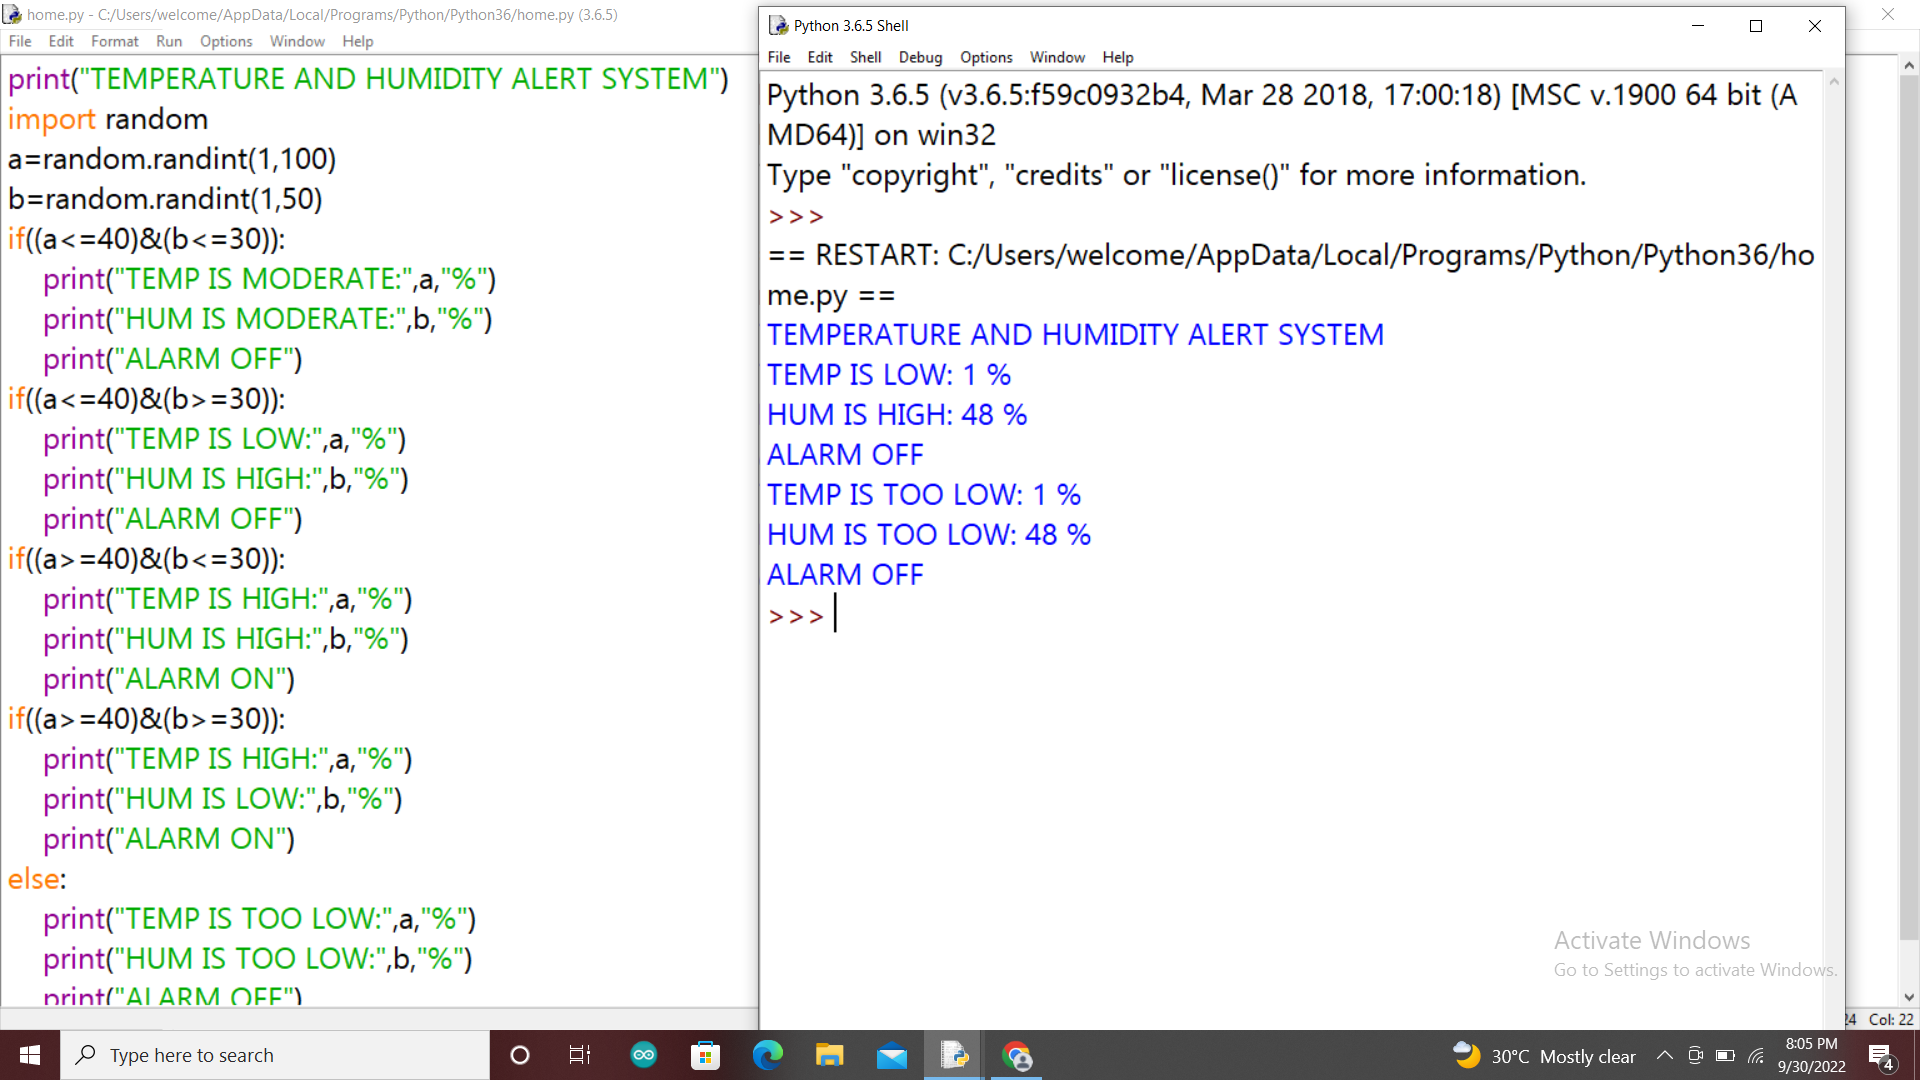 home.py - C:/Users/welcome/AppData/Local/Programs/Python/Python36/home.py (3.6.5)
File Edit Format Run Options Window Help
print("TEMPERATURE AND HUMIDITY ALERT SYSTEM")
import random
a=random.randint(1,100)
b=random.randint(1,50)
if((a<=40)&(b<=30)):
    print("TEMP IS MODERATE:",a,"%")
    print("HUM IS MODERATE:",b,"%")
    print("ALARM OFF")
if((a<=40)&(b>=30)):
    print("TEMP IS LOW:",a,"%")
    print("HUM IS HIGH:",b,"%")
    print("ALARM OFF")
if((a>=40)&(b<=30)):
    print("TEMP IS HIGH:",a,"%")
    print("HUM IS HIGH:",b,"%")
    print("ALARM ON")
if((a>=40)&(b>=30)):
    print("TEMP IS HIGH:",a,"%")
    print("HUM IS LOW:",b,"%")
    print("ALARM ON")
else:
    print("TEMP IS TOO LOW:",a,"%")
    print("HUM IS TOO LOW:",b,"%")
    print("ALARM OFF")
Python 3.6.5 Shell
File Edit Shell Debug Options Window Help
Python 3.6.5 (v3.6.5:f59c0932b4, Mar 28 2018, 17:00:18) [MSC v.1900 64 bit (A
MD64)] on win32
Type "copyright", "credits" or "license()" for more information.
>>>
== RESTART: C:/Users/welcome/AppData/Local/Programs/Python/Python36/ho
me.py ==
TEMPERATURE AND HUMIDITY ALERT SYSTEM
TEMP IS LOW: 1 %
HUM IS HIGH: 48 %
ALARM OFF
TEMP IS TOO LOW: 1 %
HUM IS TOO LOW: 48 %
ALARM OFF
>>>
Activate Windows
Go to Settings to activate Windows.
24 Col: 22
Type here to search
30°C Mostly clear
8:05 PM
9/30/2022
4